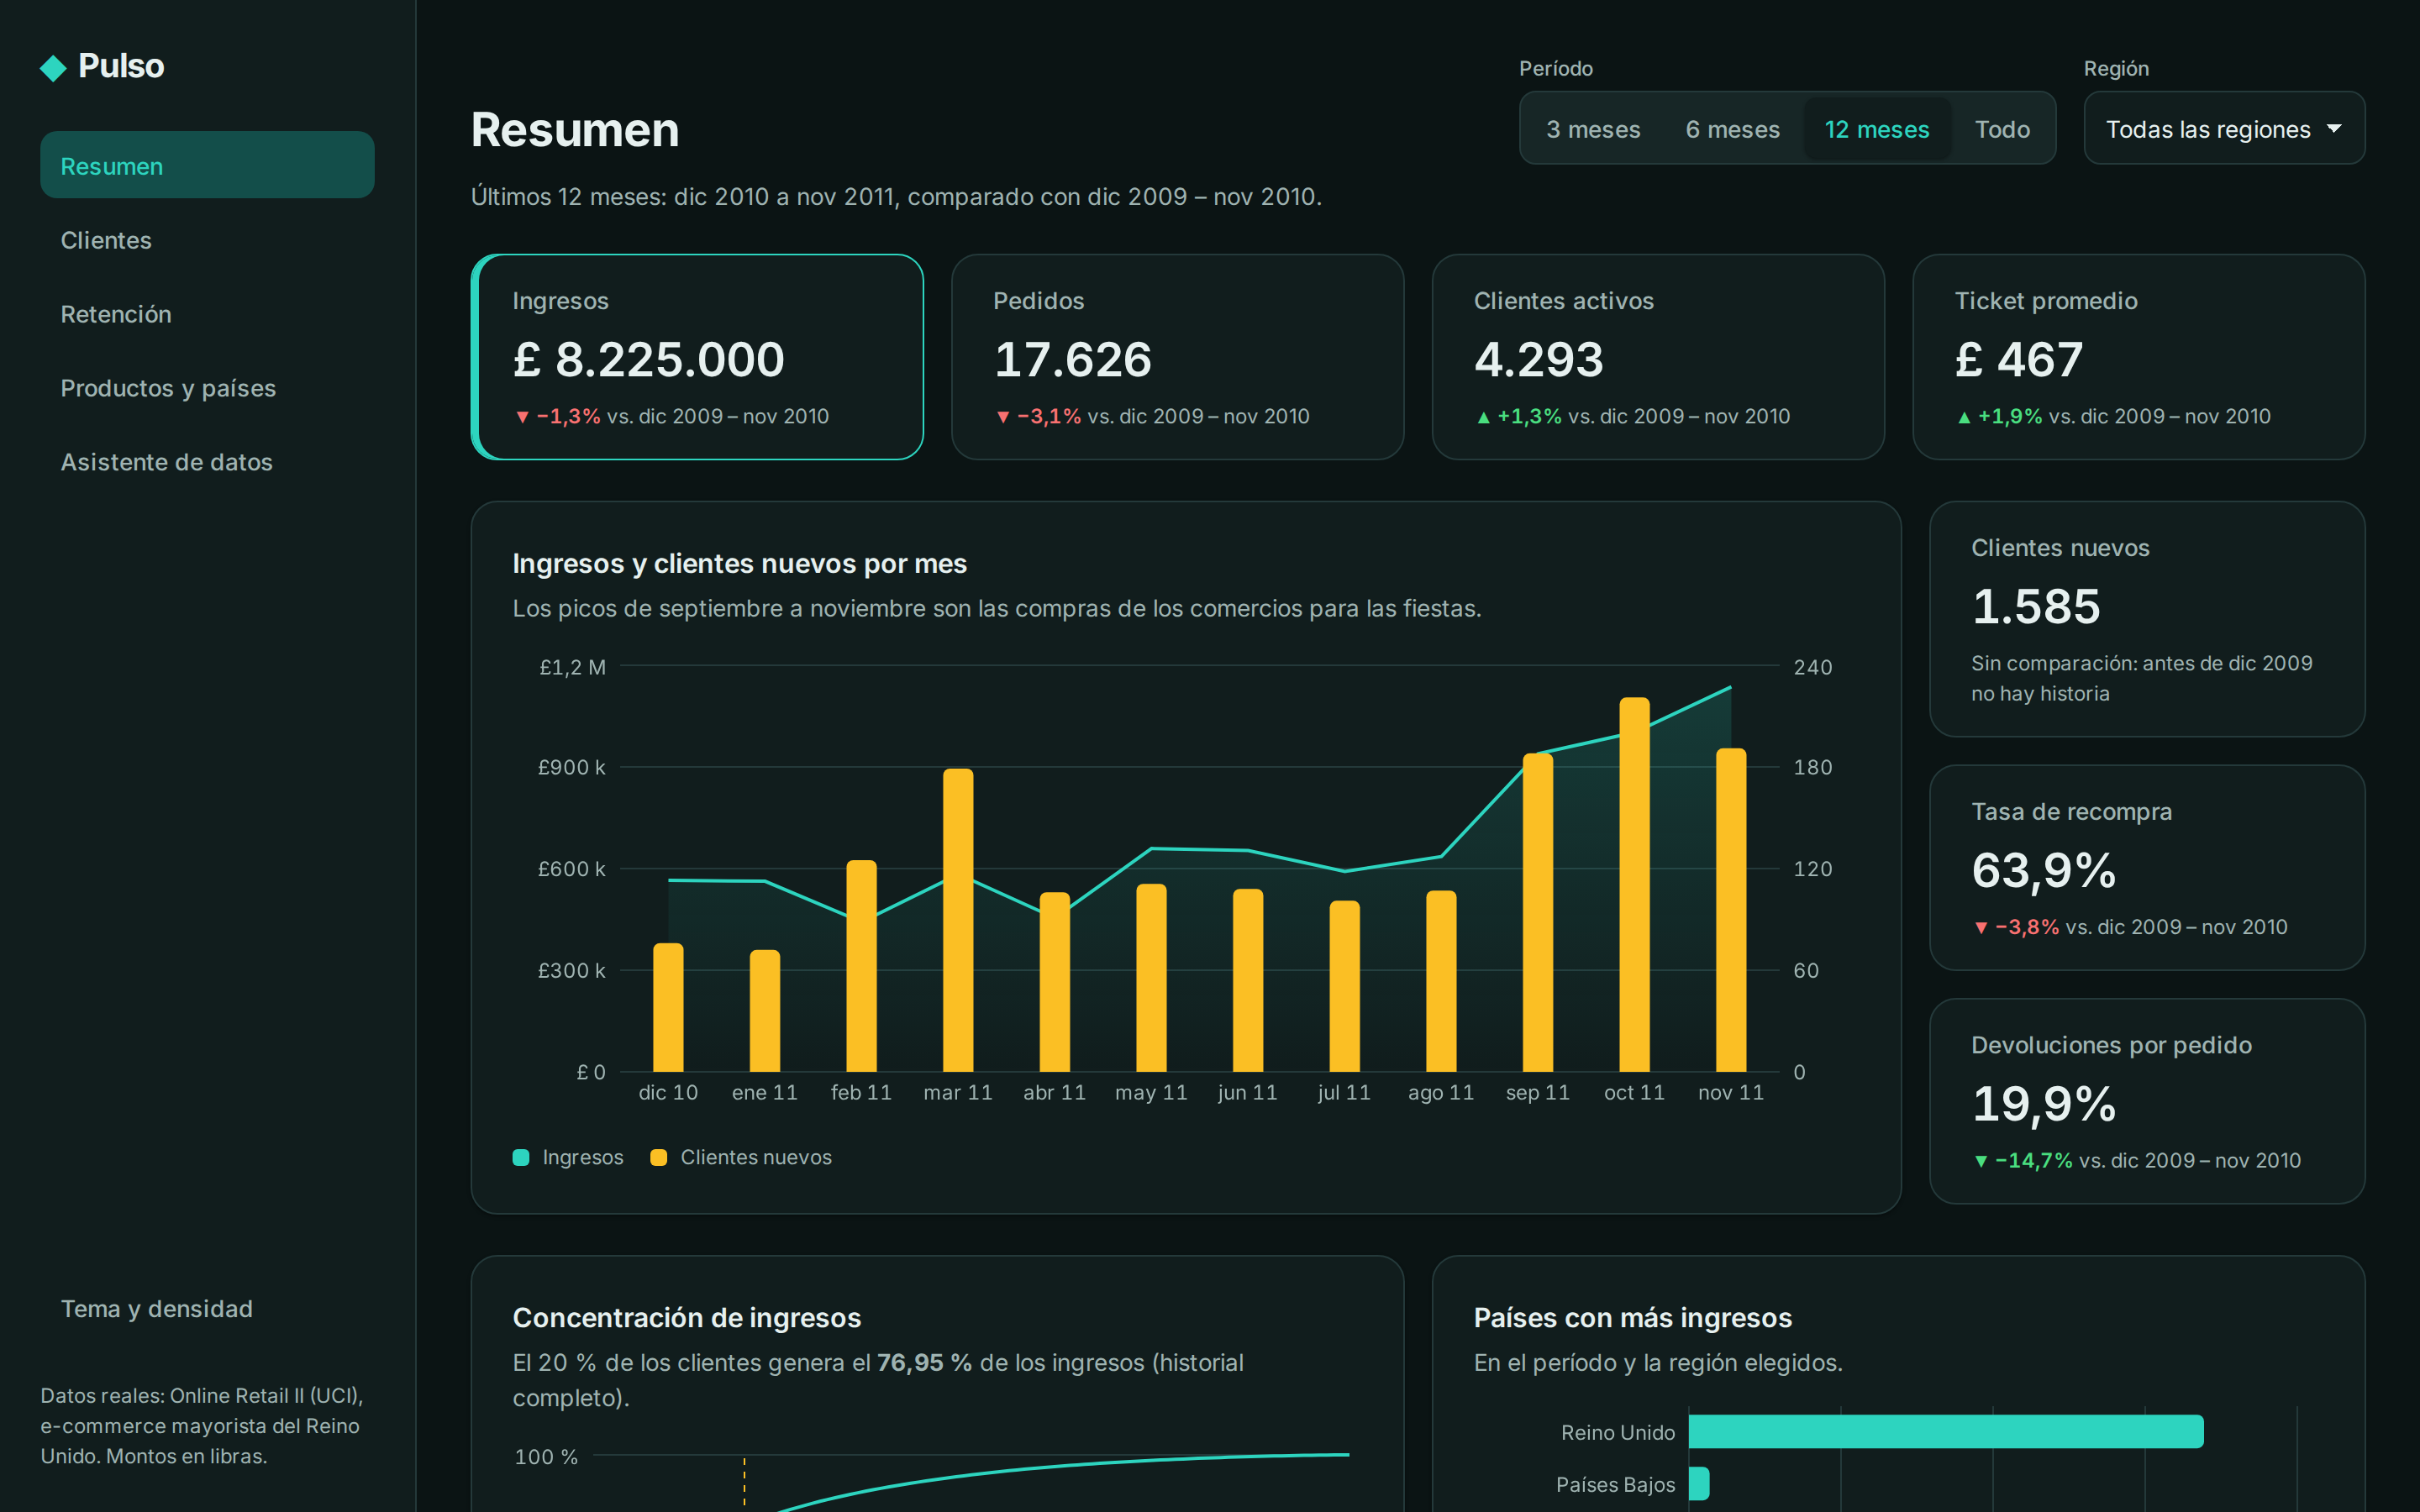 Pulso
Resumen
Clientes
Retención
Productos y países
Asistente de datos
Tema y densidad
Datos reales: Online Retail II (UCI),
e-commerce mayorista del Reino
Unido. Montos en libras.
Resumen
Últimos 12 meses: dic 2010 a nov 2011, comparado con dic 2009 – nov 2010.
Período
3 meses 6 meses 12 meses Todo
Región
Todas las regiones
Ingresos
£ 8.225.000
▼ −1,3% vs. dic 2009 – nov 2010
Pedidos
17.626
▼ −3,1% vs. dic 2009 – nov 2010
Clientes activos
4.293
▲ +1,3% vs. dic 2009 – nov 2010
Ticket promedio
£ 467
▲ +1,9% vs. dic 2009 – nov 2010
Ingresos y clientes nuevos por mes
Los picos de septiembre a noviembre son las compras de los comercios para las fiestas.
£1,2 M 240
£900 k 180
£600 k 120
£300 k 60
£ 0 0
dic 10 ene 11 feb 11 mar 11 abr 11 may 11 jun 11 jul 11 ago 11 sep 11 oct 11 nov 11
Ingresos Clientes nuevos
Clientes nuevos
1.585
Sin comparación: antes de dic 2009
no hay historia
Tasa de recompra
63,9%
▼ −3,8% vs. dic 2009 – nov 2010
Devoluciones por pedido
19,9%
▼ −14,7% vs. dic 2009 – nov 2010
Concentración de ingresos
El 20 % de los clientes genera el 76,95 % de los ingresos (historial
completo).
100 %
Países con más ingresos
En el período y la región elegidos.
Reino Unido
Países Bajos